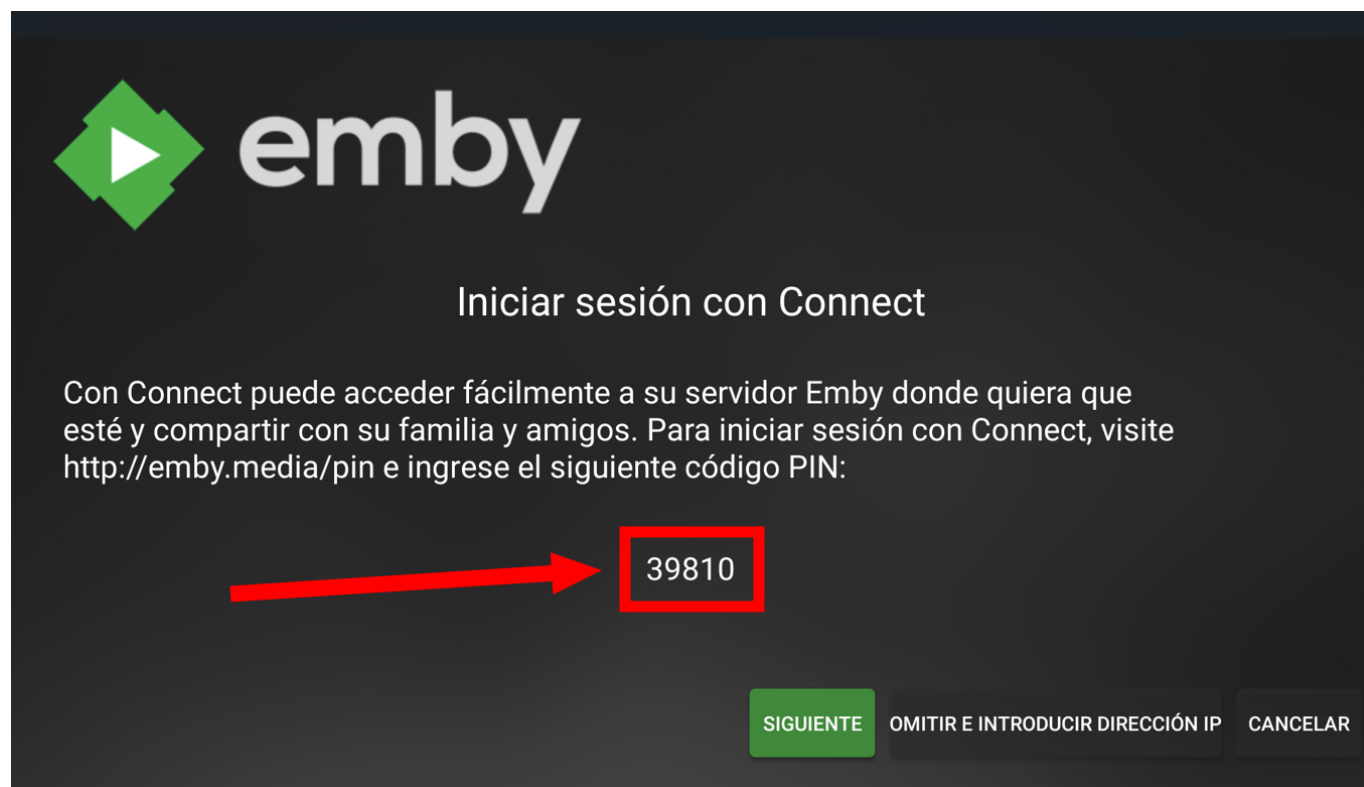 emby
Iniciar sesión con Connect
Con Connect puede acceder fácilmente a su servidor Emby donde quiera que
esté y compartir con su familia y amigos. Para iniciar sesión con Connect, visite
http://emby.media/pin e ingrese el siguiente código PIN:
39810
SIGUIENTE OMITIR E INTRODUCIR DIRECCIÓN IP CANCELAR